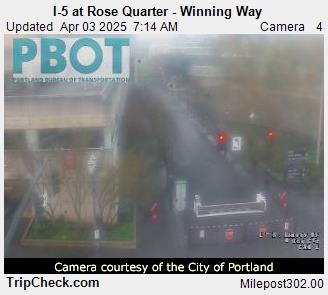 I-5 at Rose Quarter - Winning Way
Updated Apr 03 2025 7:14 AM Camera 4
PBOT
PORTLAND BUREAU OF TRANSPORTATION
Camera courtesy of the City of Portland
TripCheck.com Milepost302.00